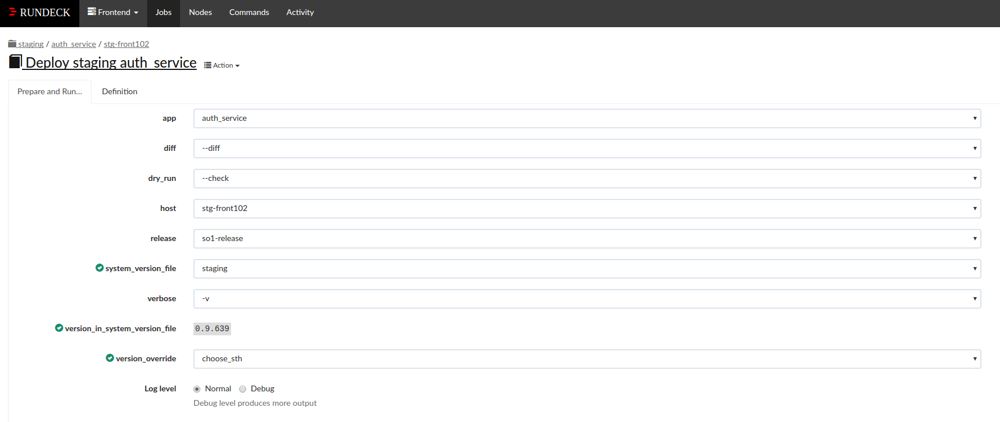 RUNDECK Frontend Jobs Nodes Commands Activity
staging / auth_service / stg-front102
Deploy staging auth_service Action
Prepare and Run... Definition
app auth_service
diff --diff
dry_run --check
host stg-front102
release so1-release
system_version_file staging
verbose -v
version_in_system_version_file 0.9.639
version_override choose_sth
Log level Normal Debug
Debug level produces more output